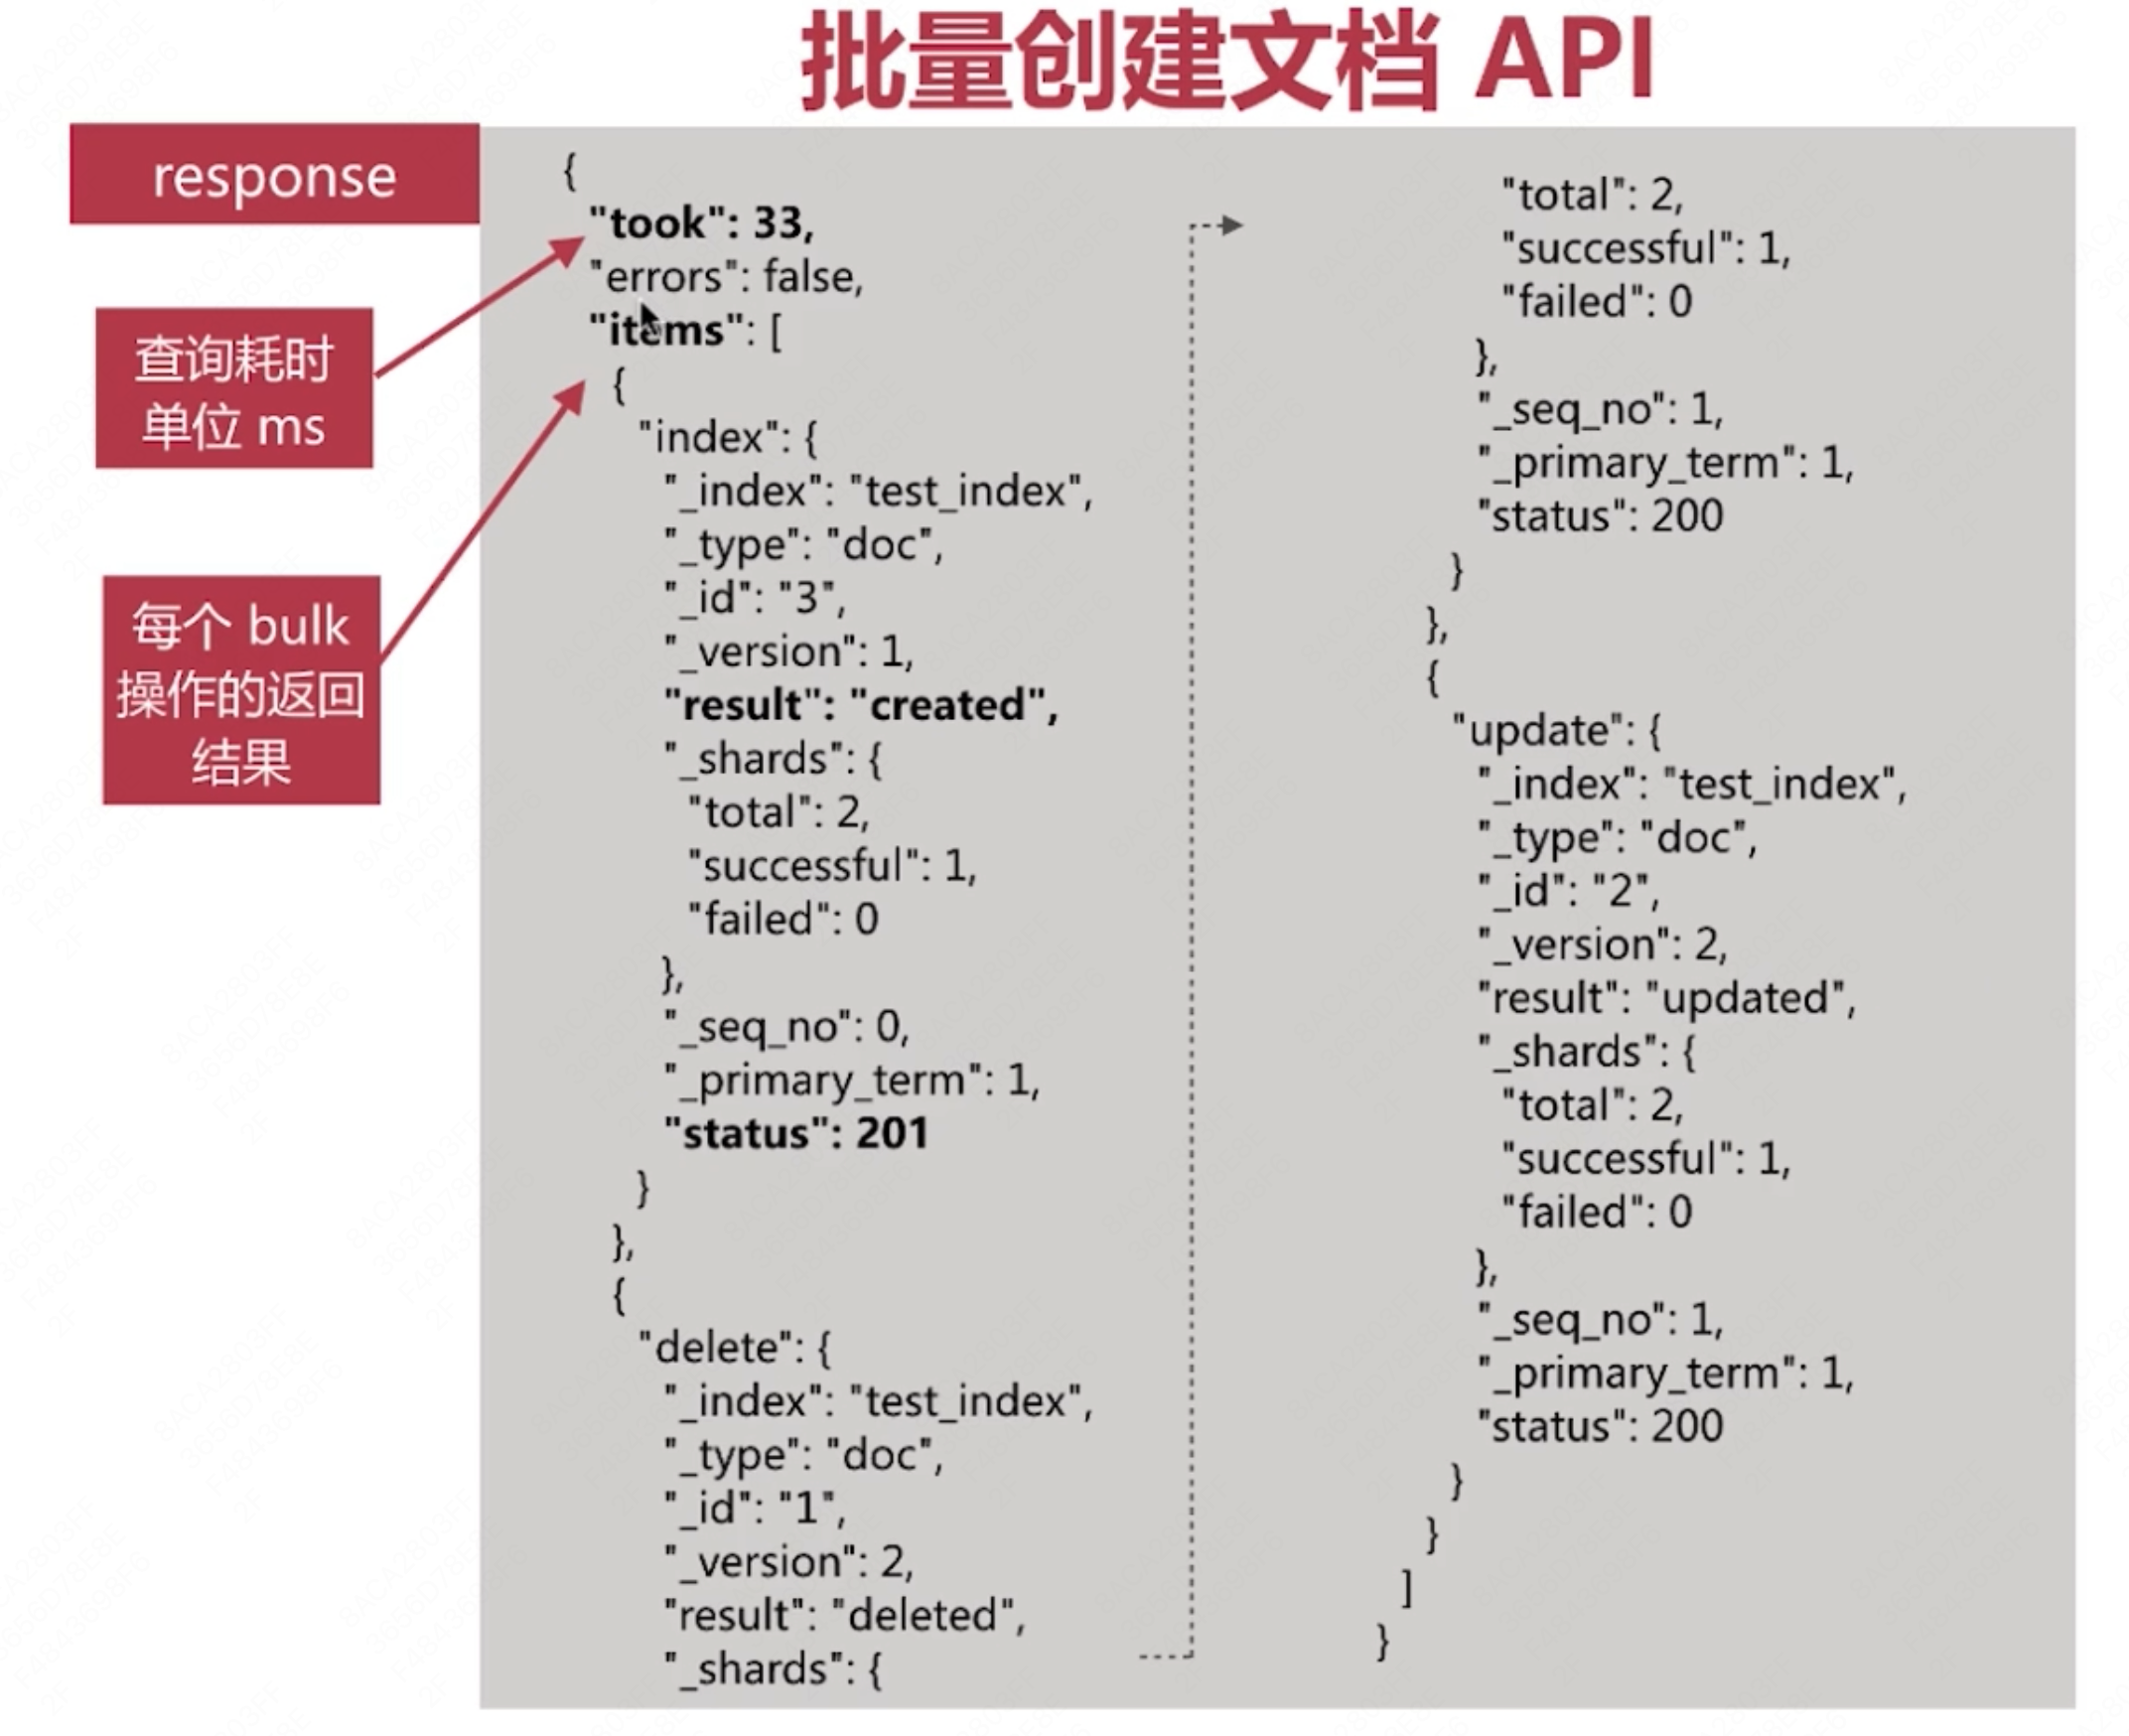 批量创建文档 API
response
查询耗时
单位 ms
每个 bulk
操作的返回
结果
{
"took": 33,
"errors": false,
"items": [
{
"index": {
"_index": "test_index",
"_type": "doc",
"_id": "3",
"_version": 1,
"result": "created",
"_shards": {
"total": 2,
"successful": 1,
"failed": 0
},
"_seq_no": 0,
"_primary_term": 1,
"status": 201
}
},
{
"delete": {
"_index": "test_index",
"_type": "doc",
"_id": "1",
"_version": 2,
"result": "deleted",
"_shards": {
"total": 2,
"successful": 1,
"failed": 0
},
"_seq_no": 1,
"_primary_term": 1,
"status": 200
}
},
{
"update": {
"_index": "test_index",
"_type": "doc",
"_id": "2",
"_version": 2,
"result": "updated",
"_shards": {
"total": 2,
"successful": 1,
"failed": 0
},
"_seq_no": 1,
"_primary_term": 1,
"status": 200
}
}
]
}